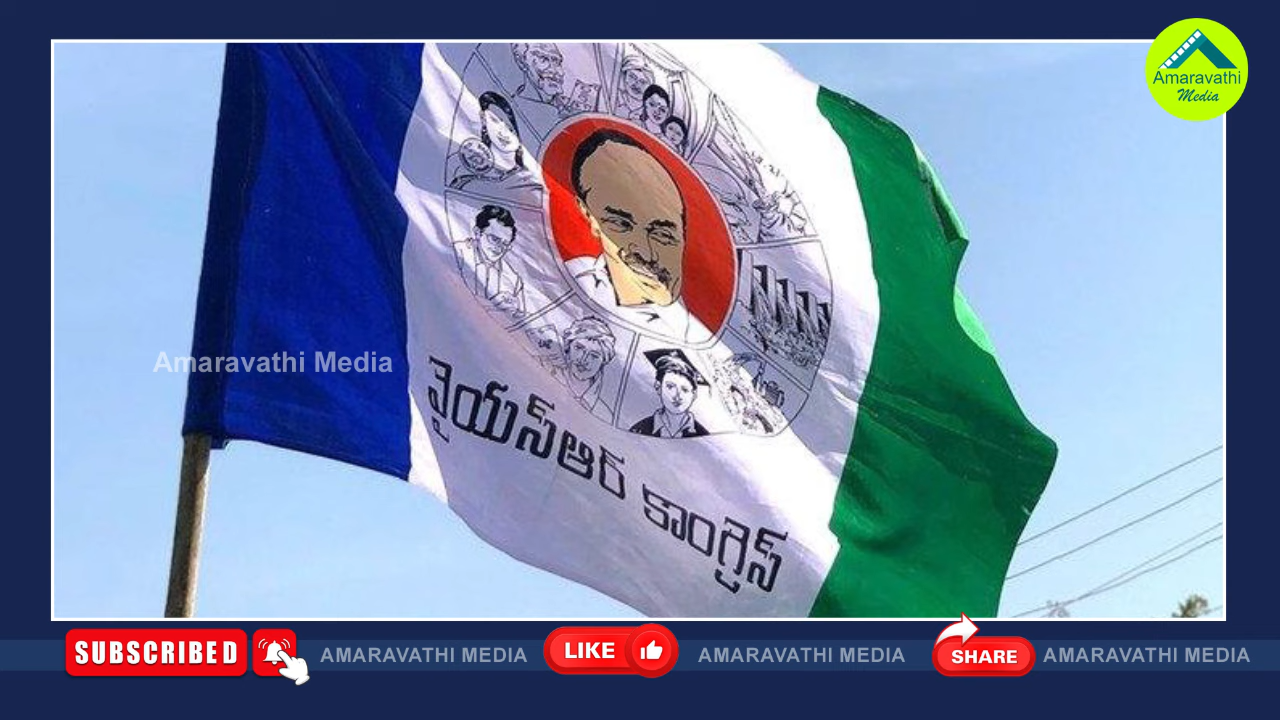 Amaravathi
Media
Amaravathi Media
వైయస్ఆర్ కాంగ్రెస్
SUBSCRIBED
AMARAVATHI MEDIA
LIKE
AMARAVATHI MEDIA
SHARE
AMARAVATHI MEDIA